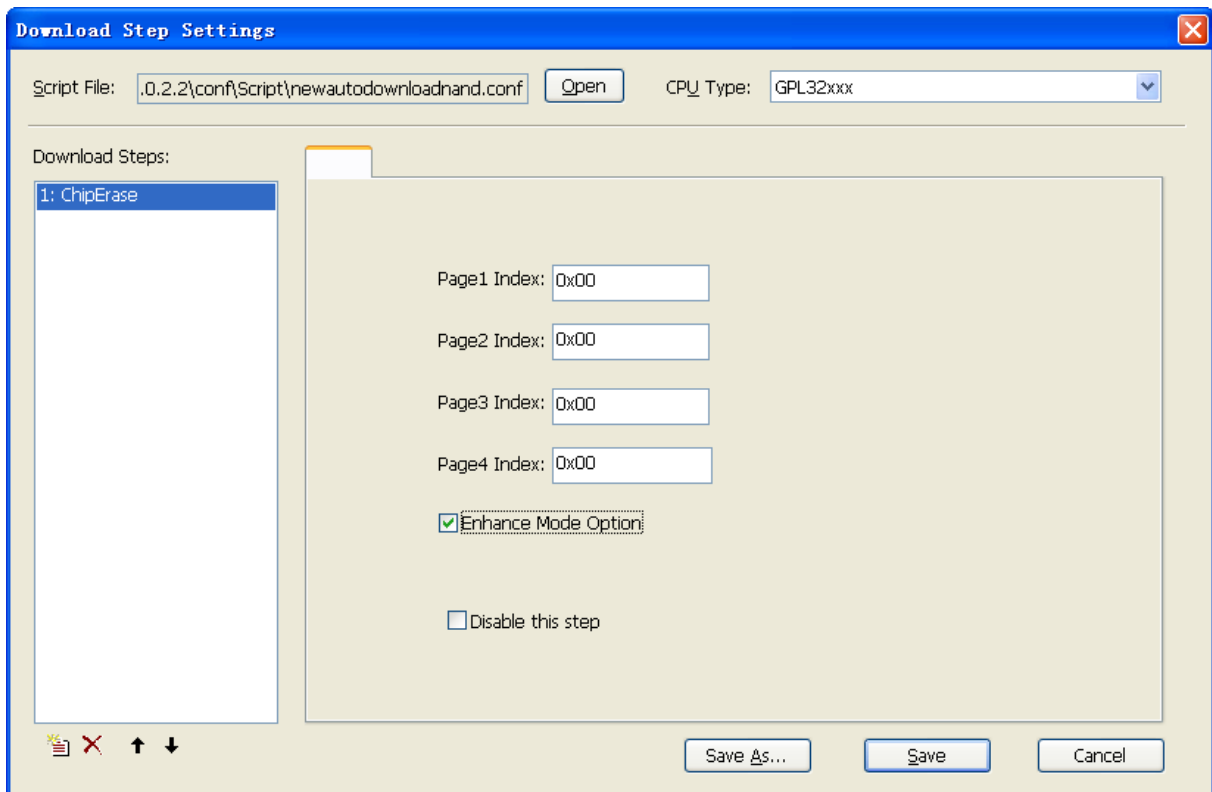 Download Step Settings
Script File: .0.2.2\conf\Script\newautodownloadnand.conf Open CPU Type: GPL32xxx
Download Steps:
1: ChipErase
Page1 Index: 0x00
Page2 Index: 0x00
Page3 Index: 0x00
Page4 Index: 0x00
Enhance Mode Option
Disable this step
Save As... Save Cancel